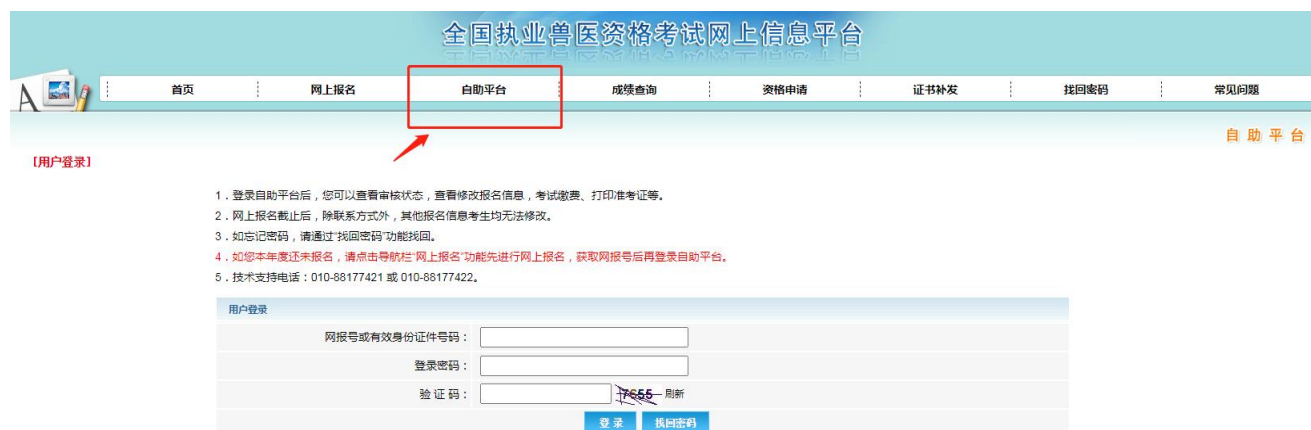 全国执业兽医资格考试网上信息平台
首页 网上报名 自助平台 成绩查询 资格申请 证书补发 找回密码 常见问题
自助平台
[用户登录]
1．登录自助平台后，您可以查看审核状态，查看修改报名信息，考试缴费、打印准考证等。
2．网上报名截止后，除联系方式外，其他报名信息考生均无法修改。
3．如忘记密码，请通过“找回密码”功能找回。
4．如您本年度还未报名，请点击导航栏“网上报名”功能先进行网上报名，获取网报号后再登录自助平台。
5．技术支持电话：010-88177421 或 010-88177422。
用户登录
网报号或有效身份证件号码：
登录密码：
验 证 码： 7655 刷新
登 录 找回密码